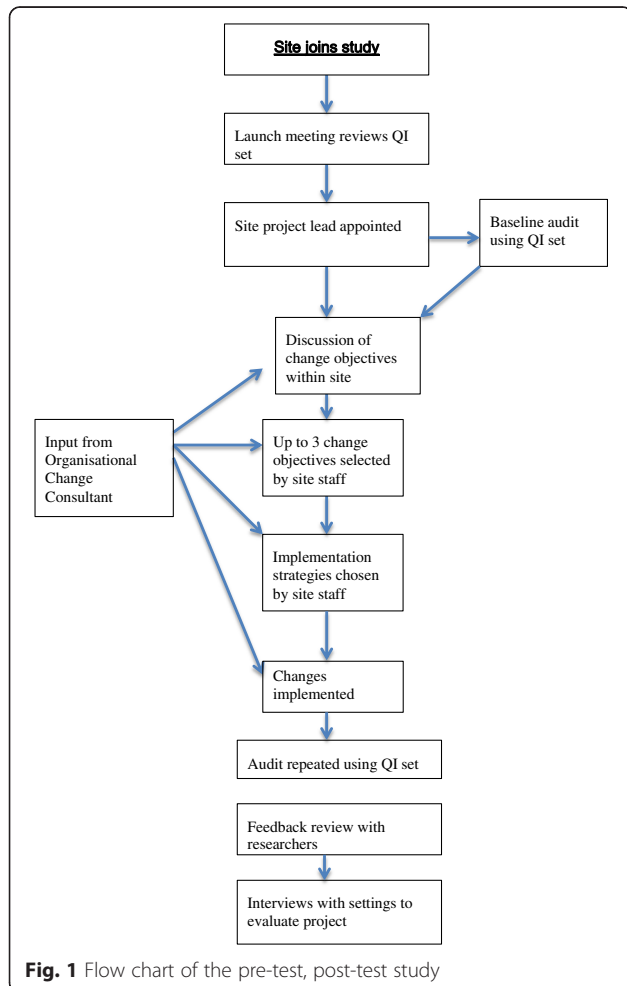 Site joins study
Launch meeting reviews QI
set
Site project lead appointed
Baseline audit
using QI set
Discussion of
change objectives
within site
Input from
Organisational
Change
Consultant
Up to 3 change
objectives selected
by site staff
Implementation
strategies chosen
by site staff
Changes
implemented
Audit repeated using QI set
Feedback review with
researchers
Interviews with settings to
evaluate project
Fig. 1 Flow chart of the pre-test, post-test study